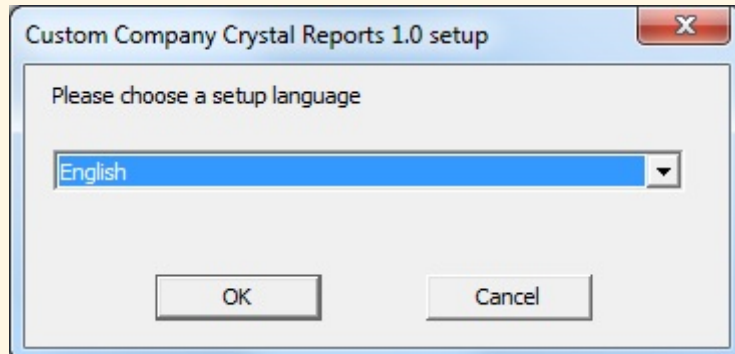 Custom Company Crystal Reports 1.0 setup
Please choose a setup language
English
OK Cancel